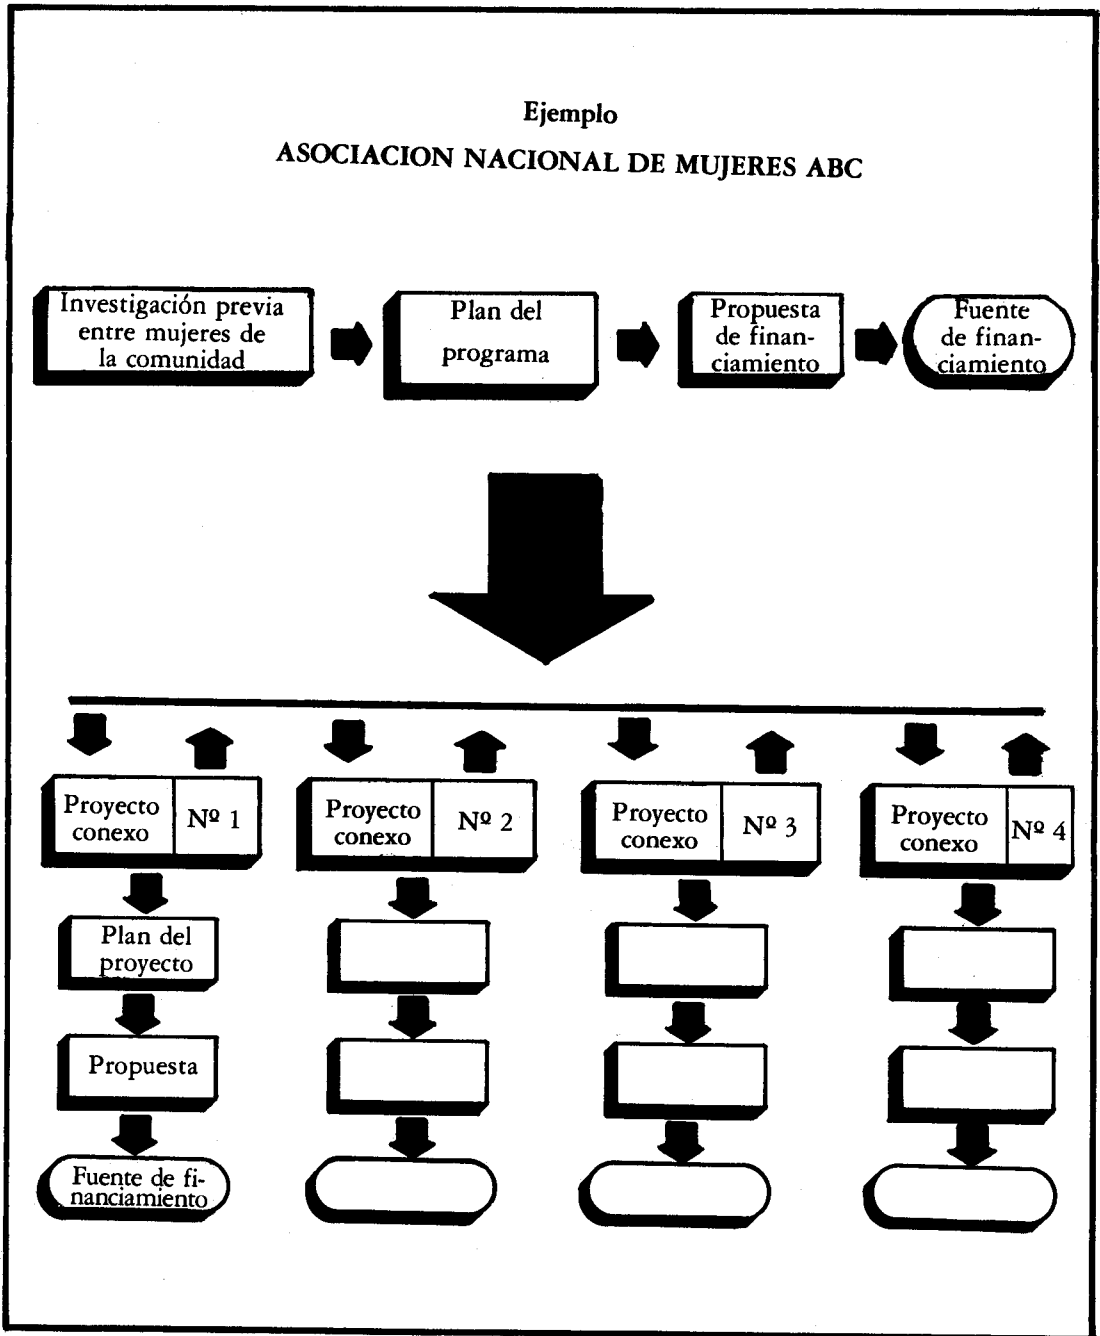 Ejemplo
ASOCIACION NACIONAL DE MUJERES ABC
Investigación previa
entre mujeres de
la comunidad
Plan del
programa
Propuesta
de finan-
ciamiento
Fuente
de finan-
ciamiento
Proyecto
conexo
Nº 1
Proyecto
conexo
Nº 2
Proyecto
conexo
Nº 3
Proyecto
conexo
Nº 4
Plan del
proyecto
Propuesta
Fuente de fi-
nanciamiento